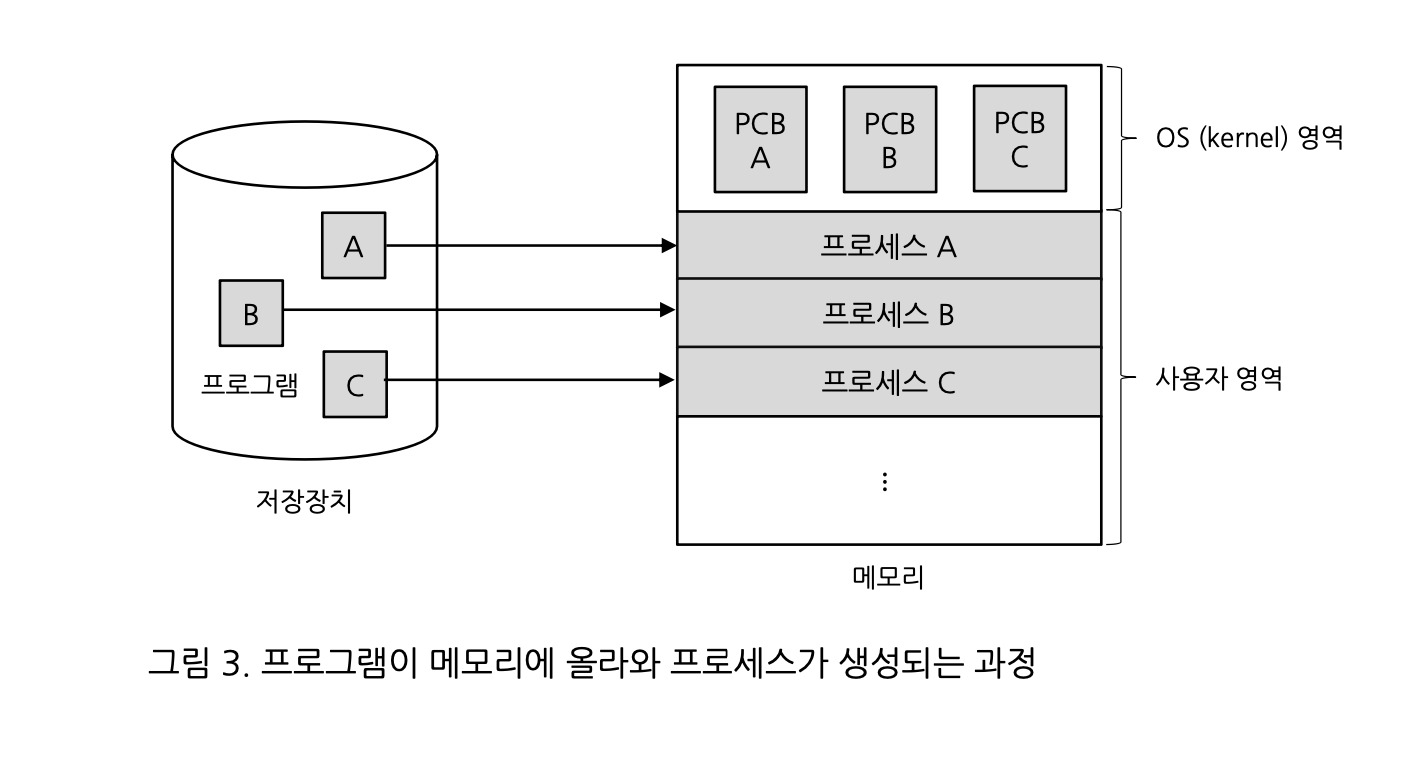 PCB
A
PCB
B
PCB
C
OS (kernel) 영역
A
프로세스 A
B
프로세스 B
프로그램
C
프로세스 C
사용자 영역
⋮
저장장치
메모리
그림 3. 프로그램이 메모리에 올라와 프로세스가 생성되는 과정